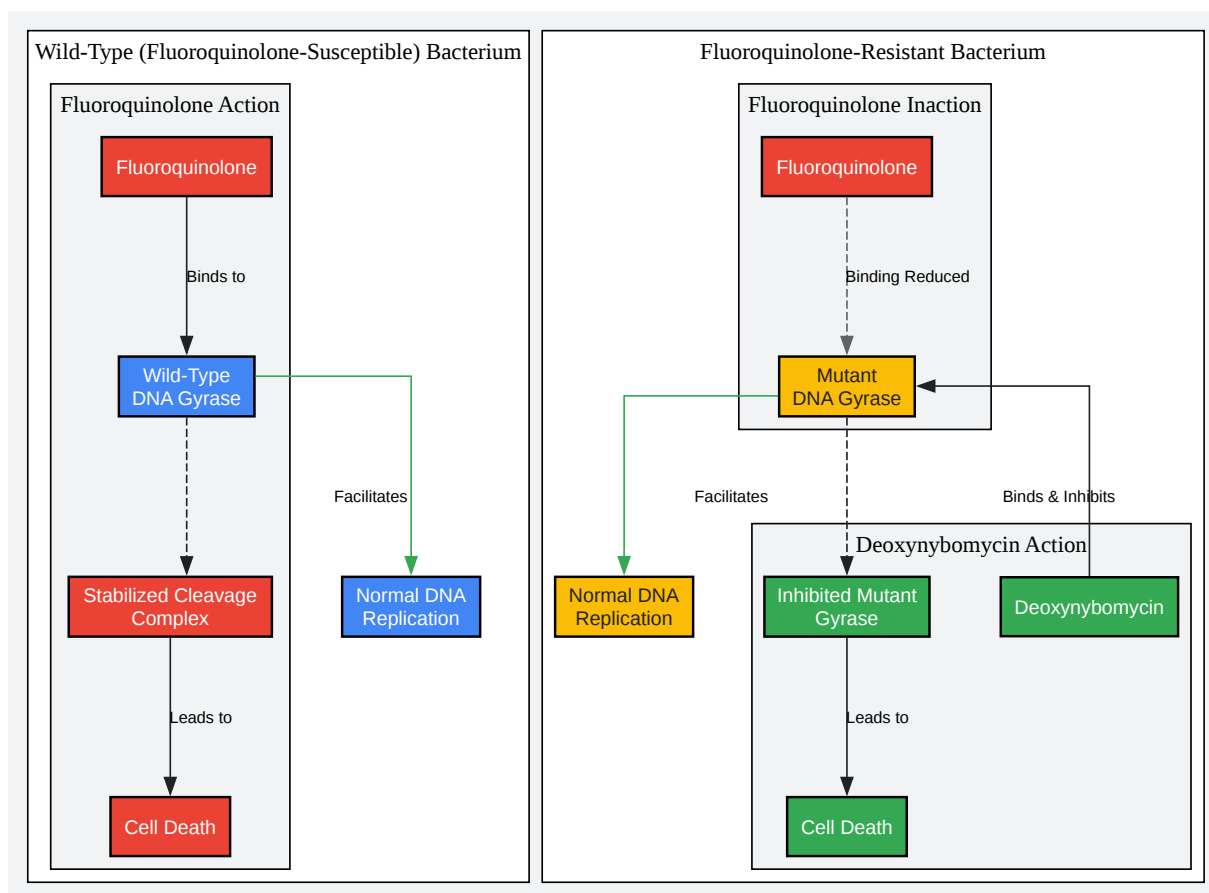 Wild-Type (Fluoroquinolone-Susceptible) Bacterium
Fluoroquinolone Action
Fluoroquinolone
Binds to
Wild-Type
DNA Gyrase
Facilitates
Stabilized Cleavage
Complex
Normal DNA
Replication
Leads to
Cell Death
Fluoroquinolone-Resistant Bacterium
Fluoroquinolone Inaction
Fluoroquinolone
Binding Reduced
Mutant
DNA Gyrase
Facilitates
Binds & Inhibits
Deoxynybomycin Action
Normal DNA
Replication
Inhibited Mutant
Gyrase
Deoxynybomycin
Leads to
Cell Death